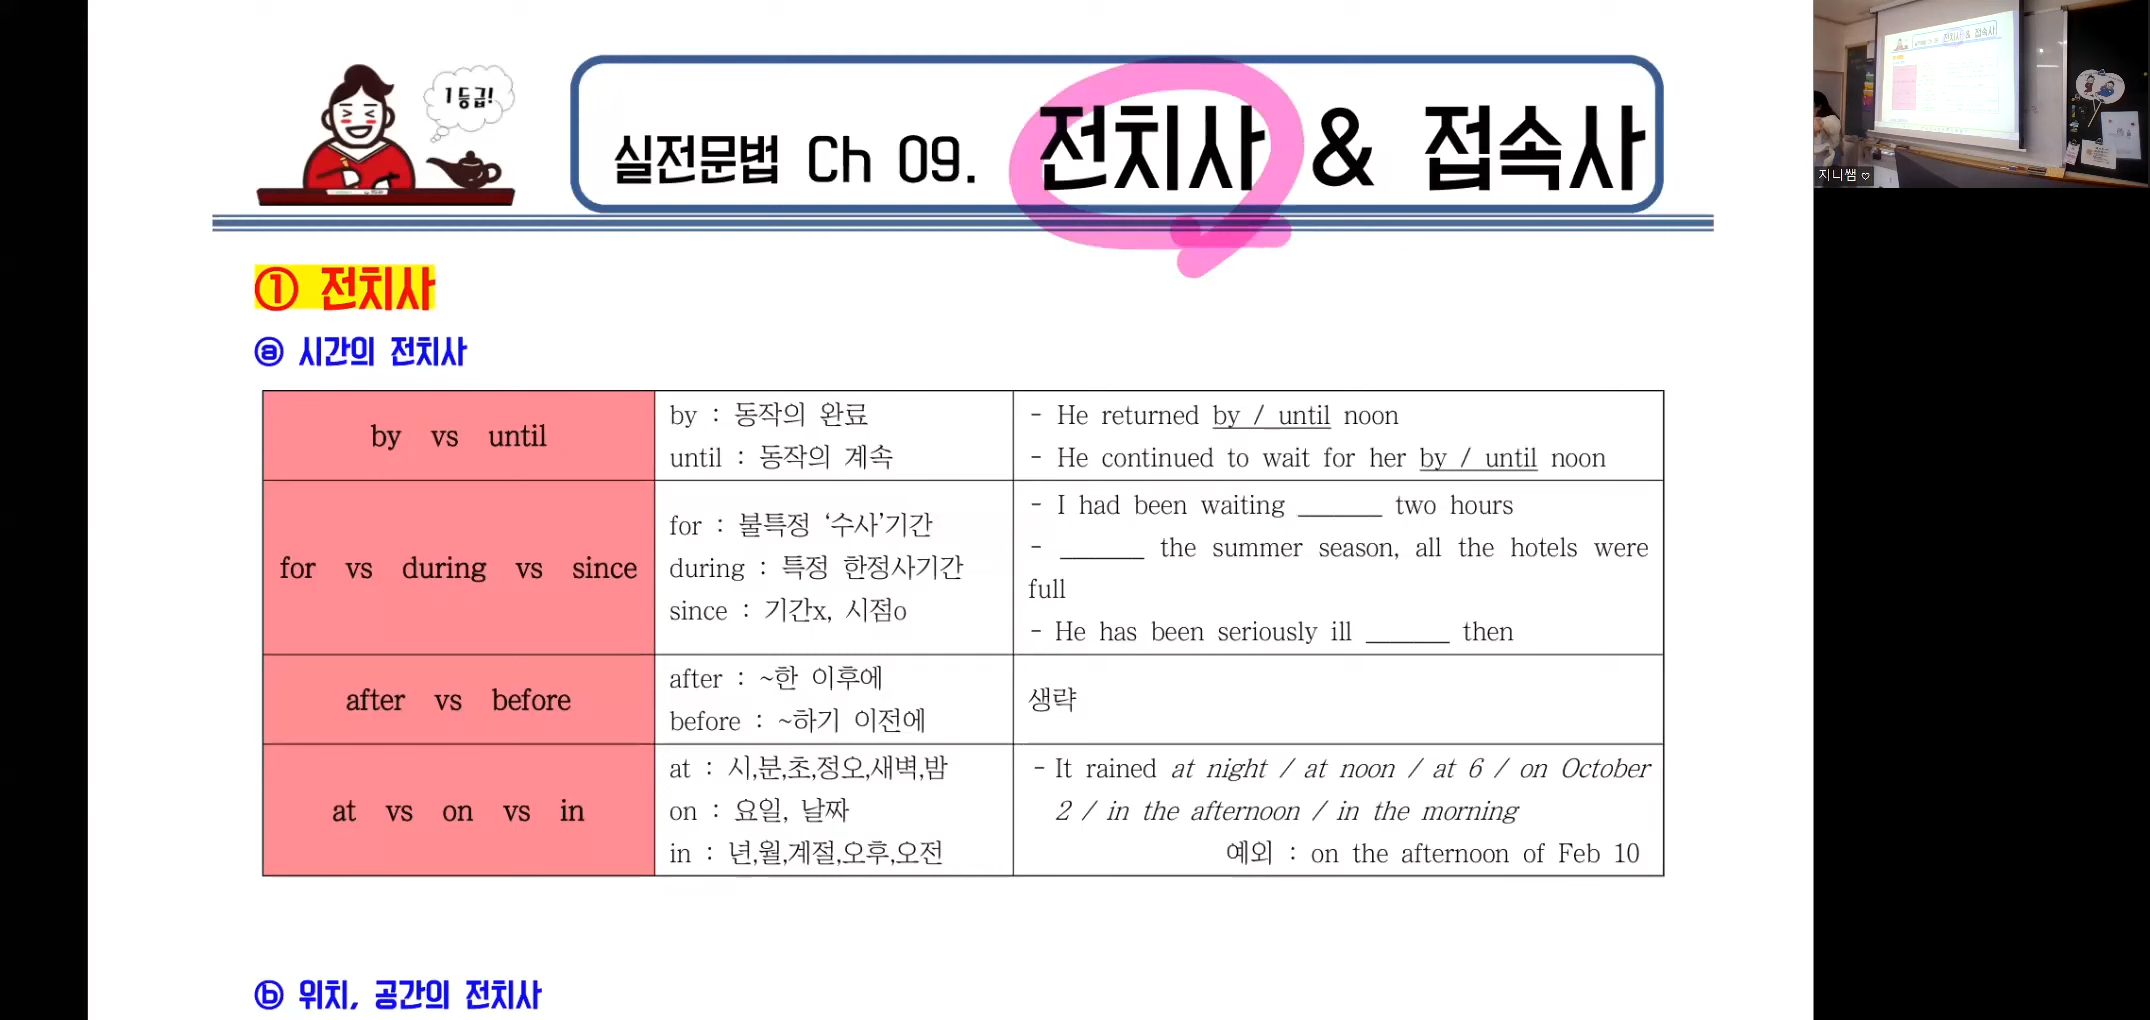 1등급!
실전문법 Ch 09. 전치사 & 접속사
지니쌤 ♡
① 전치사
ⓐ 시간의 전치사
by vs until
by : 동작의 완료
until : 동작의 계속
- He returned by / until noon
- He continued to wait for her by / until noon
for vs during vs since
for : 불특정 ‘수사’기간
during : 특정 한정사기간
since : 기간x, 시점o
- I had been waiting ______ two hours
- ______ the summer season, all the hotels were
full
- He has been seriously ill ______ then
after vs before
after : ~한 이후에
before : ~하기 이전에
생략
at vs on vs in
at : 시,분,초,정오,새벽,밤
on : 요일, 날짜
in : 년,월,계절,오후,오전
- It rained at night / at noon / at 6 / on October
2 / in the afternoon / in the morning
예외 : on the afternoon of Feb 10
ⓑ 위치, 공간의 전치사